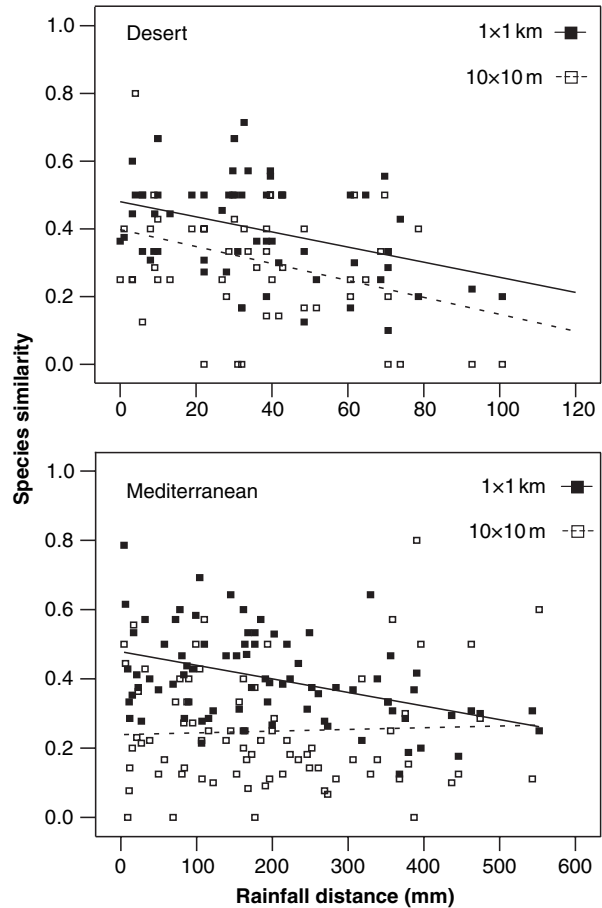 Species similarity
Desert
1×1 km
10×10 m
1.0
0.8
0.6
0.4
0.2
0.0
0 20 40 60 80 100 120
Mediterranean
1×1 km
10×10 m
1.0
0.8
0.6
0.4
0.2
0.0
0 100 200 300 400 500 600
Rainfall distance (mm)